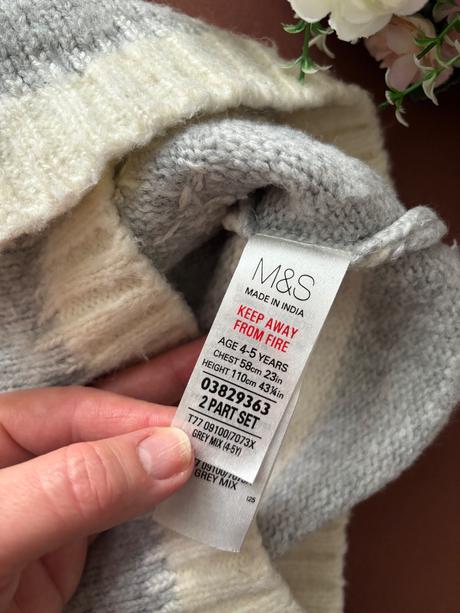 M&S
MADE IN INDIA
KEEP AWAY
FROM FIRE
AGE 4-5 YEARS
CHEST 58cm 23in
HEIGHT 110cm 43¼in
03829363
2 PART SET
T77 09100/7073X
GREY MIX (4-5Y)
GREY MIX